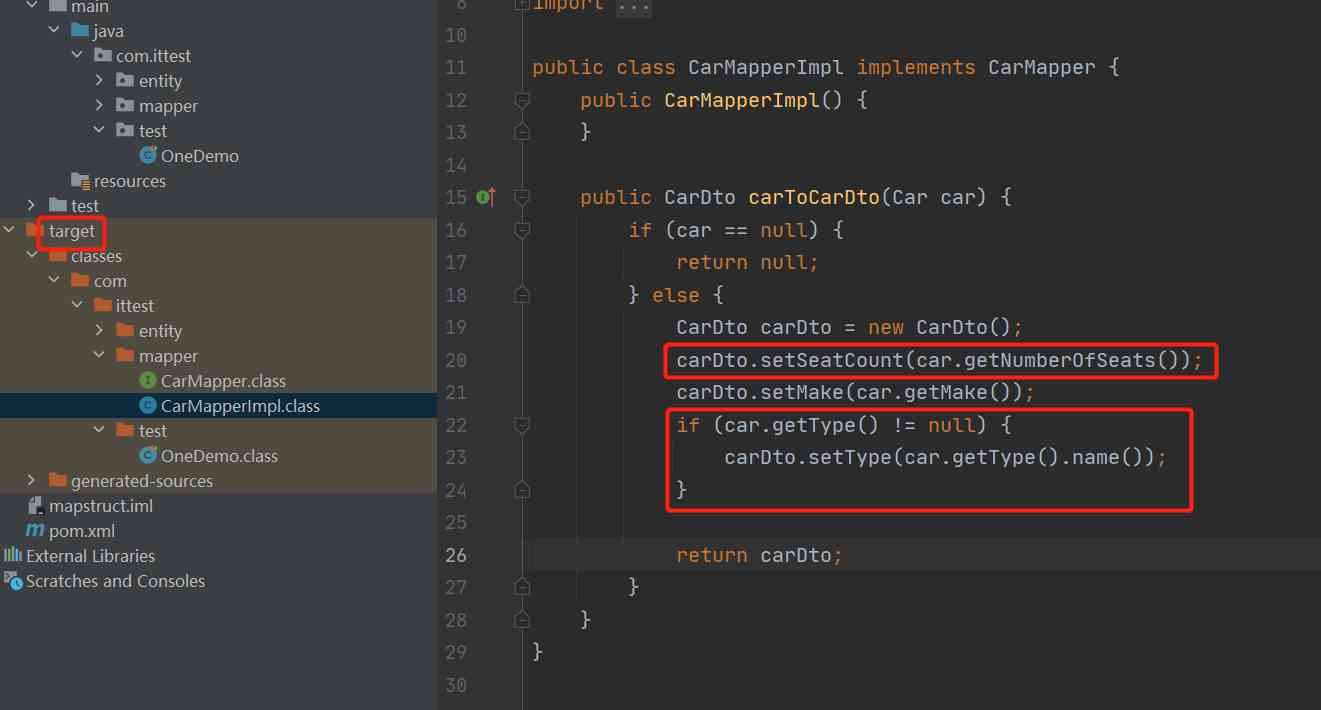 main
java
com.ittest
entity
mapper
test
OneDemo
resources
test
target
classes
com
ittest
entity
mapper
CarMapper.class
CarMapperImpl.class
test
OneDemo.class
generated-sources
mapstruct.iml
pom.xml
External Libraries
Scratches and Consoles
8 import ...
10
11 public class CarMapperImpl implements CarMapper {
12 public CarMapperImpl() {
13 }
14
15 public CarDto carToCarDto(Car car) {
16 if (car == null) {
17 return null;
18 } else {
19 CarDto carDto = new CarDto();
20 carDto.setSeatCount(car.getNumberOfSeats());
21 carDto.setMake(car.getMake());
22 if (car.getType() != null) {
23 carDto.setType(car.getType().name());
24 }
25
26 return carDto;
27 }
28 }
29 }
30